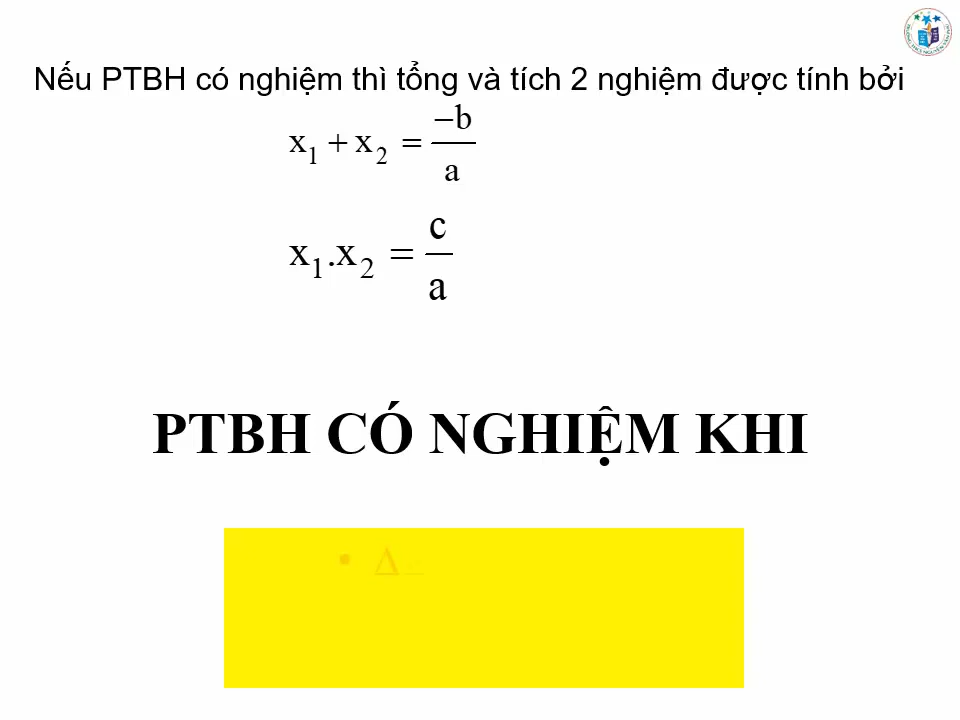 Nếu PTBH có nghiệm thì tổng và tích 2 nghiệm được tính bởi
x₁ + x₂ = −b/a
x₁.x₂ = c/a
PTBH CÓ NGHIỆM KHI
• Δ